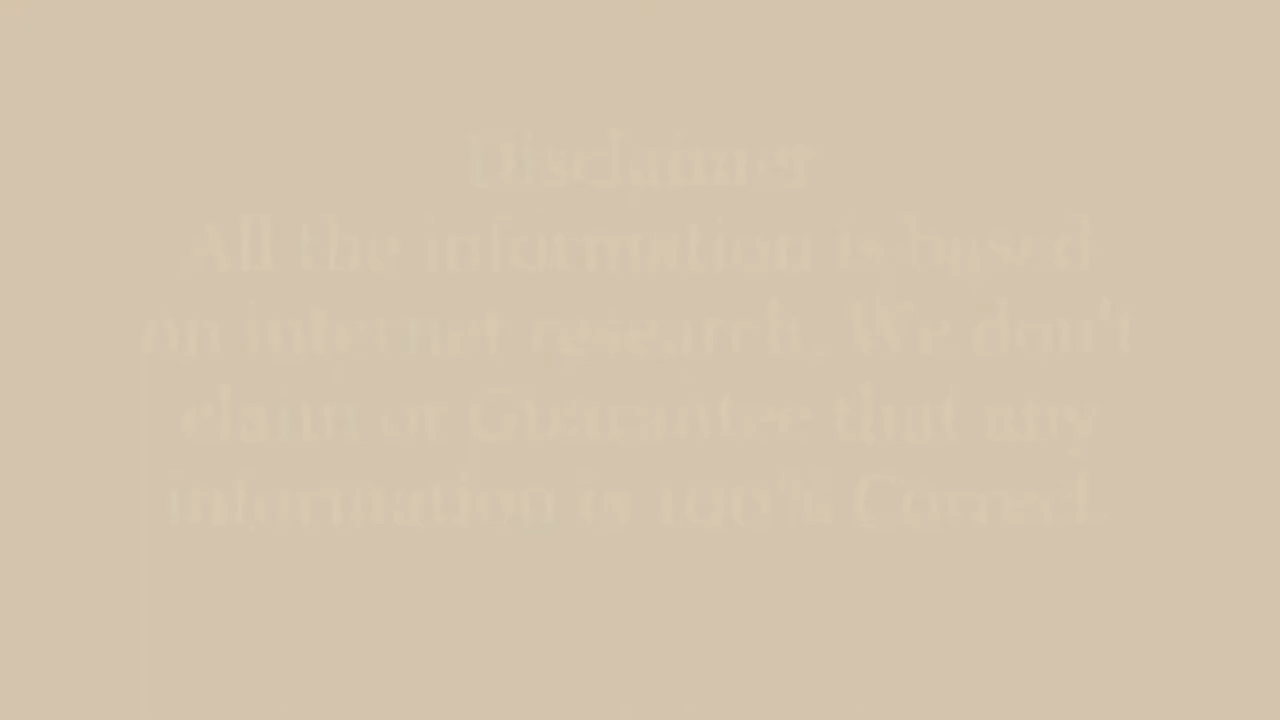 Disclaimer
All the information is based
on internet research, We don't
claim or Guarantee that any
information is 100% Correct.